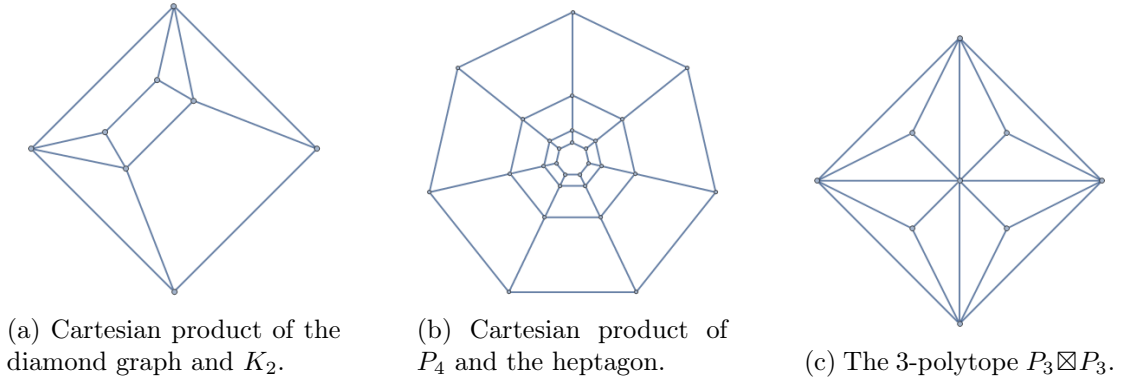 (a) Cartesian product of the
diamond graph and K₂.
(b) Cartesian product of
P₄ and the heptagon.
(c) The 3-polytope P₃⊠P₃.